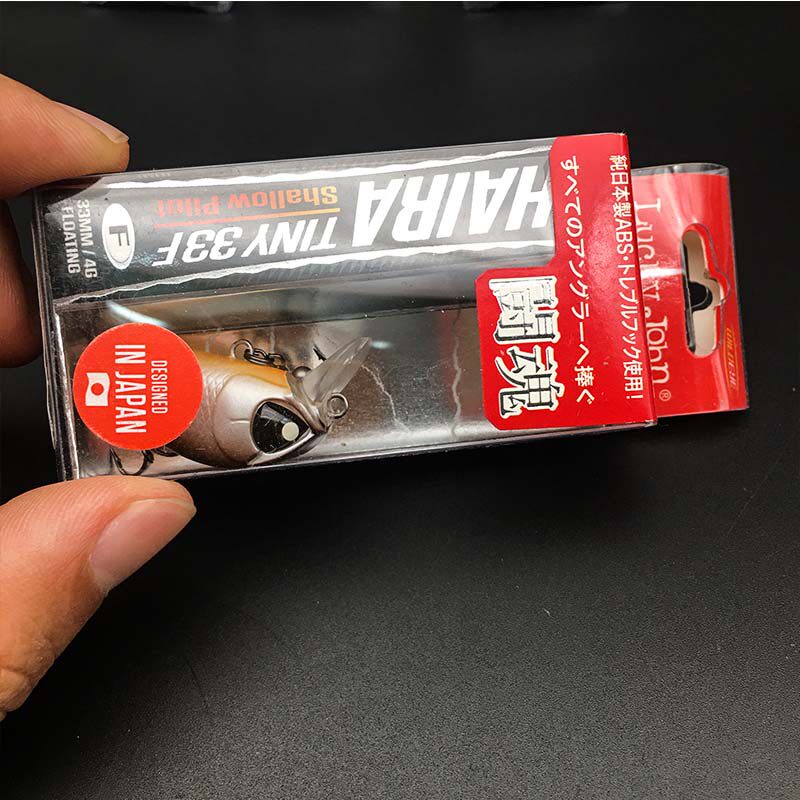 Lucky John®
純日本製ABS・トレブルフック使用!
すべてのアングラーへ捧ぐ
闘魂
HAIRA
TINY 33F
Shallow Pilot
F
33MM / 4G
FLOATING
DESIGNED
IN JAPAN